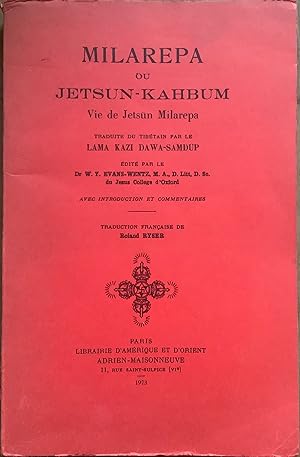 MILAREPA
OU
JETSUN-KAHBUM
Vie de Jetsün Milarepa
TRADUITE DU TIBÉTAIN PAR LE
LAMA KAZI DAWA-SAMDUP
ÉDITÉ PAR LE
Dr W. Y. EVANS-WENTZ, M. A., D. Litt, D. Sc.
du Jesus College d'Oxford
AVEC INTRODUCTION ET COMMENTAIRES
TRADUCTION FRANÇAISE DE
Roland RYSER
PARIS
LIBRAIRIE D'AMÉRIQUE ET D'ORIENT
ADRIEN-MAISONNEUVE
11, RUE SAINT-SULPICE (VIe)
1973